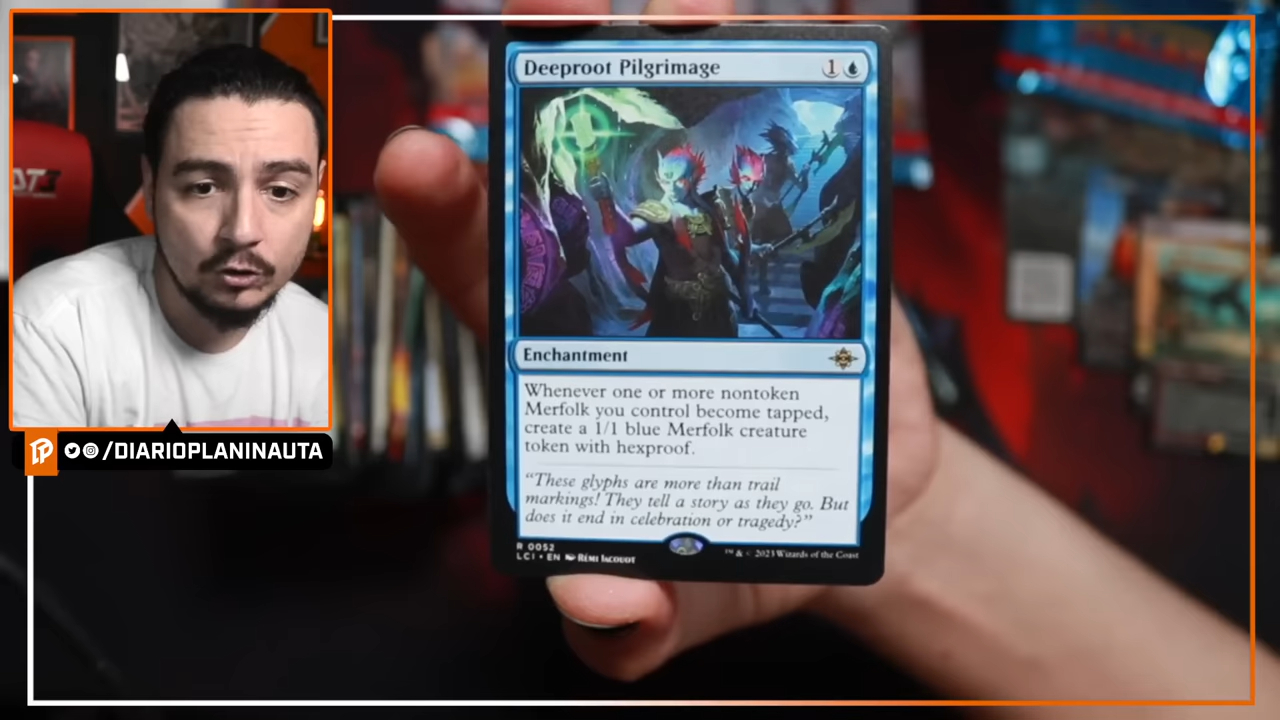 /DIARIOPLANINAUTA
Deeproot Pilgrimage 1
Enchantment
Whenever one or more nontoken
Merfolk you control become tapped,
create a 1/1 blue Merfolk creature
token with hexproof.
“These glyphs are more than trail
markings! They tell a story as they go. But
does it end in celebration or tragedy?”
R 0052
LCI • EN RÉMI JACQUOT
™ & © 2023 Wizards of the Coast